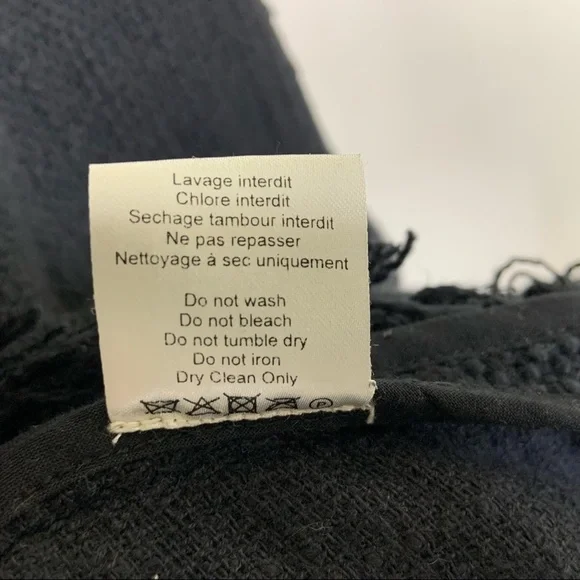 Lavage interdit
Chlore interdit
Sechage tambour interdit
Ne pas repasser
Nettoyage à sec uniquement
Do not wash
Do not bleach
Do not tumble dry
Do not iron
Dry Clean Only
P